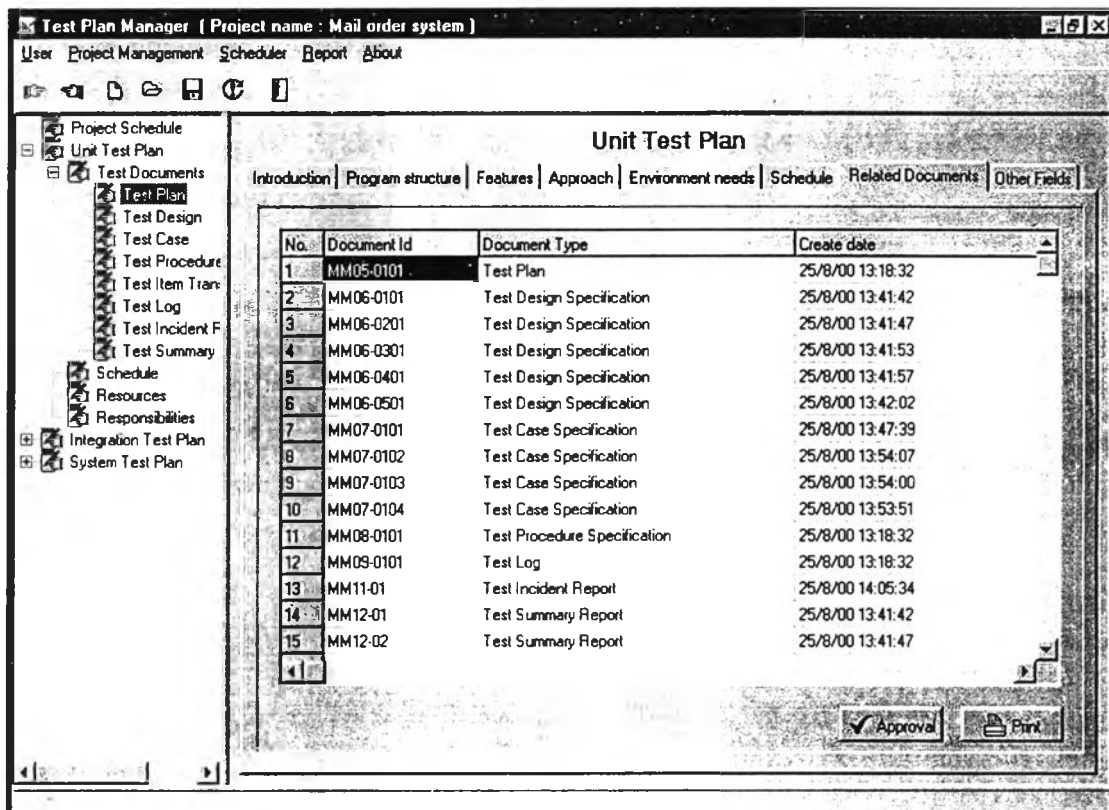 Test Plan Manager ( Project name : Mail order system )
User Project Management Scheduler Report About
Project Schedule
Unit Test Plan
Test Documents
Test Plan
Test Design
Test Case
Test Procedure
Test Item Tran
Test Log
Test Incident F
Test Summary
Schedule
Resources
Responsibilities
Integration Test Plan
System Test Plan
Unit Test Plan
Introduction Program structure Features Approach Environment needs Schedule Related Documents Other Fields
No. Document Id Document Type Create date
1 MM05-0101 Test Plan 25/8/00 13:18:32
2 MM06-0101 Test Design Specification 25/8/00 13:41:42
3 MM06-0201 Test Design Specification 25/8/00 13:41:47
4 MM06-0301 Test Design Specification 25/8/00 13:41:53
5 MM06-0401 Test Design Specification 25/8/00 13:41:57
6 MM06-0501 Test Design Specification 25/8/00 13:42:02
7 MM07-0101 Test Case Specification 25/8/00 13:47:39
8 MM07-0102 Test Case Specification 25/8/00 13:54:07
9 MM07-0103 Test Case Specification 25/8/00 13:54:00
10 MM07-0104 Test Case Specification 25/8/00 13:53:51
11 MM08-0101 Test Procedure Specification 25/8/00 13:18:32
12 MM09-0101 Test Log 25/8/00 13:18:32
13 MM11-01 Test Incident Report 25/8/00 14:05:34
14 MM12-01 Test Summary Report 25/8/00 13:41:42
15 MM12-02 Test Summary Report 25/8/00 13:41:47
Approval Print